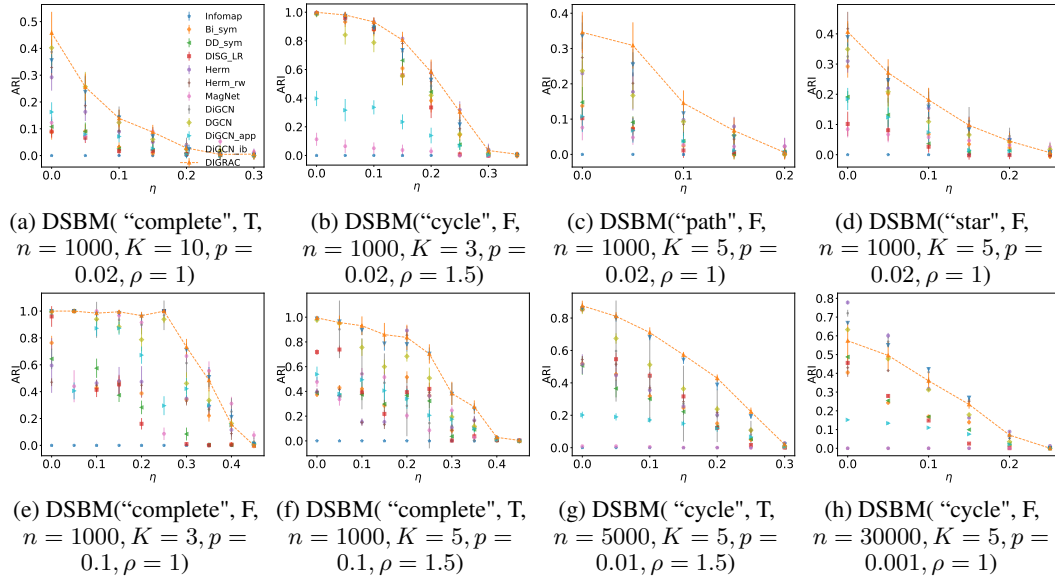 0.5
0.4
0.3
0.2
0.1
0.0
ARI
0.0 0.1 0.2 0.3
η
Infomap
Bi_sym
DD_sym
DISG_LR
Herm
Herm_rw
MagNet
DiGCN
DGCN
DiGCN_app
DiGCN_ib
DIGRAC
1.0
0.8
0.6
0.4
0.2
0.0
ARI
0.0 0.1 0.2 0.3
η
0.4
0.3
0.2
0.1
0.0
ARI
0.0 0.1 0.2
η
0.5
0.4
0.3
0.2
0.1
0.0
ARI
0.0 0.1 0.2
η
(a) DSBM( “complete", T,
n = 1000, K = 10, p =
0.02, ρ = 1)
(b) DSBM(“cycle", F,
n = 1000, K = 3, p =
0.02, ρ = 1.5)
(c) DSBM(“path", F,
n = 1000, K = 5, p =
0.02, ρ = 1)
(d) DSBM(“star", F,
n = 1000, K = 5, p =
0.02, ρ = 1)
1.0
0.8
0.6
0.4
0.2
0.0
ARI
0.0 0.1 0.2 0.3 0.4
η
1.0
0.8
0.6
0.4
0.2
0.0
ARI
0.0 0.1 0.2 0.3 0.4
η
0.8
0.6
0.4
0.2
0.0
ARI
0.0 0.1 0.2 0.3
η
0.8
0.7
0.6
0.5
0.4
0.3
0.2
0.1
0.0
ARI
0.0 0.1 0.2
η
(e) DSBM(“complete", F,
n = 1000, K = 3, p =
0.1, ρ = 1)
(f) DSBM( “complete", T,
n = 1000, K = 5, p =
0.1, ρ = 1.5)
(g) DSBM( “cycle", T,
n = 5000, K = 5, p =
0.01, ρ = 1.5)
(h) DSBM( “cycle", F,
n = 30000, K = 5, p =
0.001, ρ = 1)